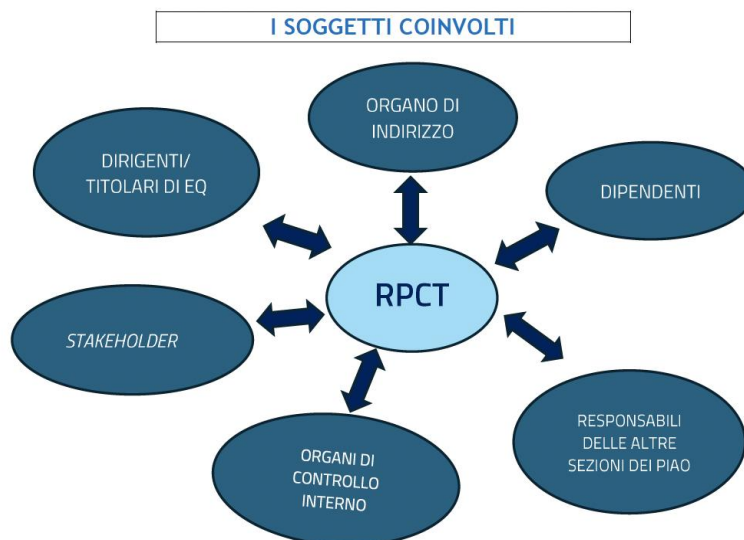 I SOGGETTI COINVOLTI
ORGANO DI
INDIRIZZO
DIRIGENTI/
TITOLARI DI EQ
DIPENDENTI
RPCT
STAKEHOLDER
RESPONSABILI
DELLE ALTRE
SEZIONI DEI PIAO
ORGANI DI
CONTROLLO
INTERNO